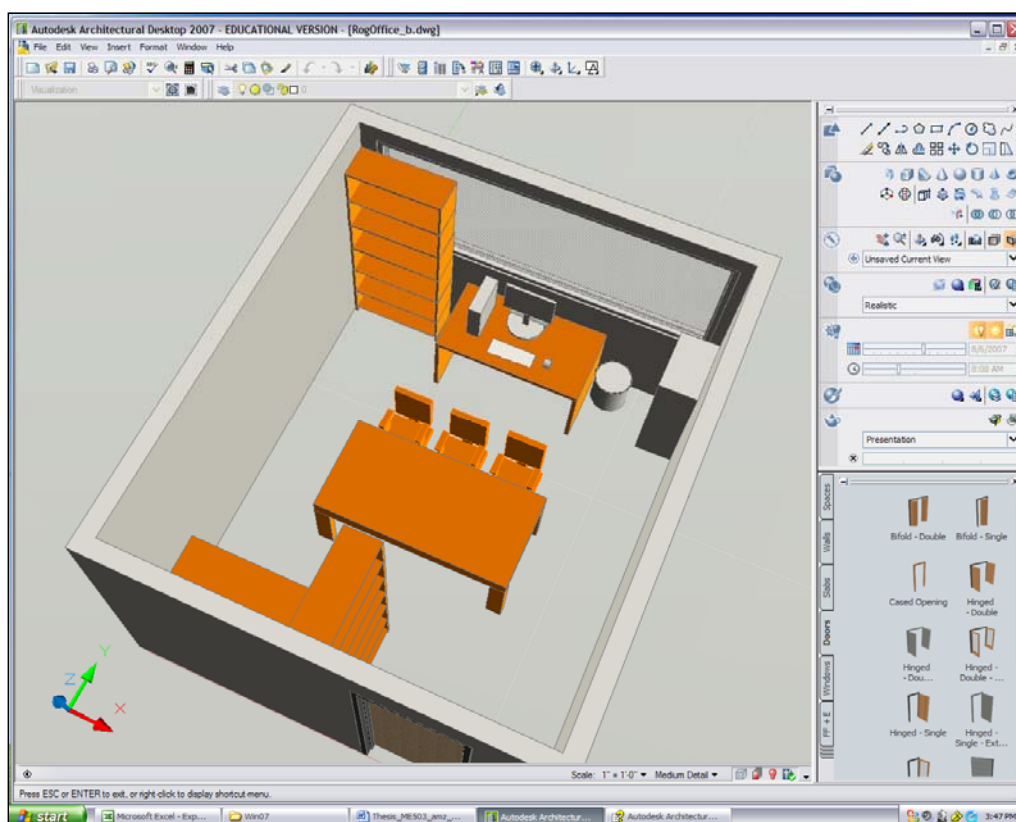 Autodesk Architectural Desktop 2007 - EDUCATIONAL VERSION - [RogOffice_b.dwg]
File Edit View Insert Format Window Help
Visualization
0
Unsaved Current View
Realistic
8/6/2007
8:00 AM
Presentation
Spaces
Walls
Slabs
Doors
Windows
FF + E
Bifold - Double
Bifold - Single
Cased Opening
Hinged - Double
Hinged - Dou...
Hinged - Double - ...
Hinged - Single
Hinged - Single - Ext...
Z
Y
X
Scale: 1" = 1'-0"
Medium Detail
Press ESC or ENTER to exit, or right-click to display shortcut menu.
start
Microsoft Excel - Exp...
Win07
Thesis_MES03_amz_...
Autodesk Architectur...
Autodesk Architectur...
3:47 PM